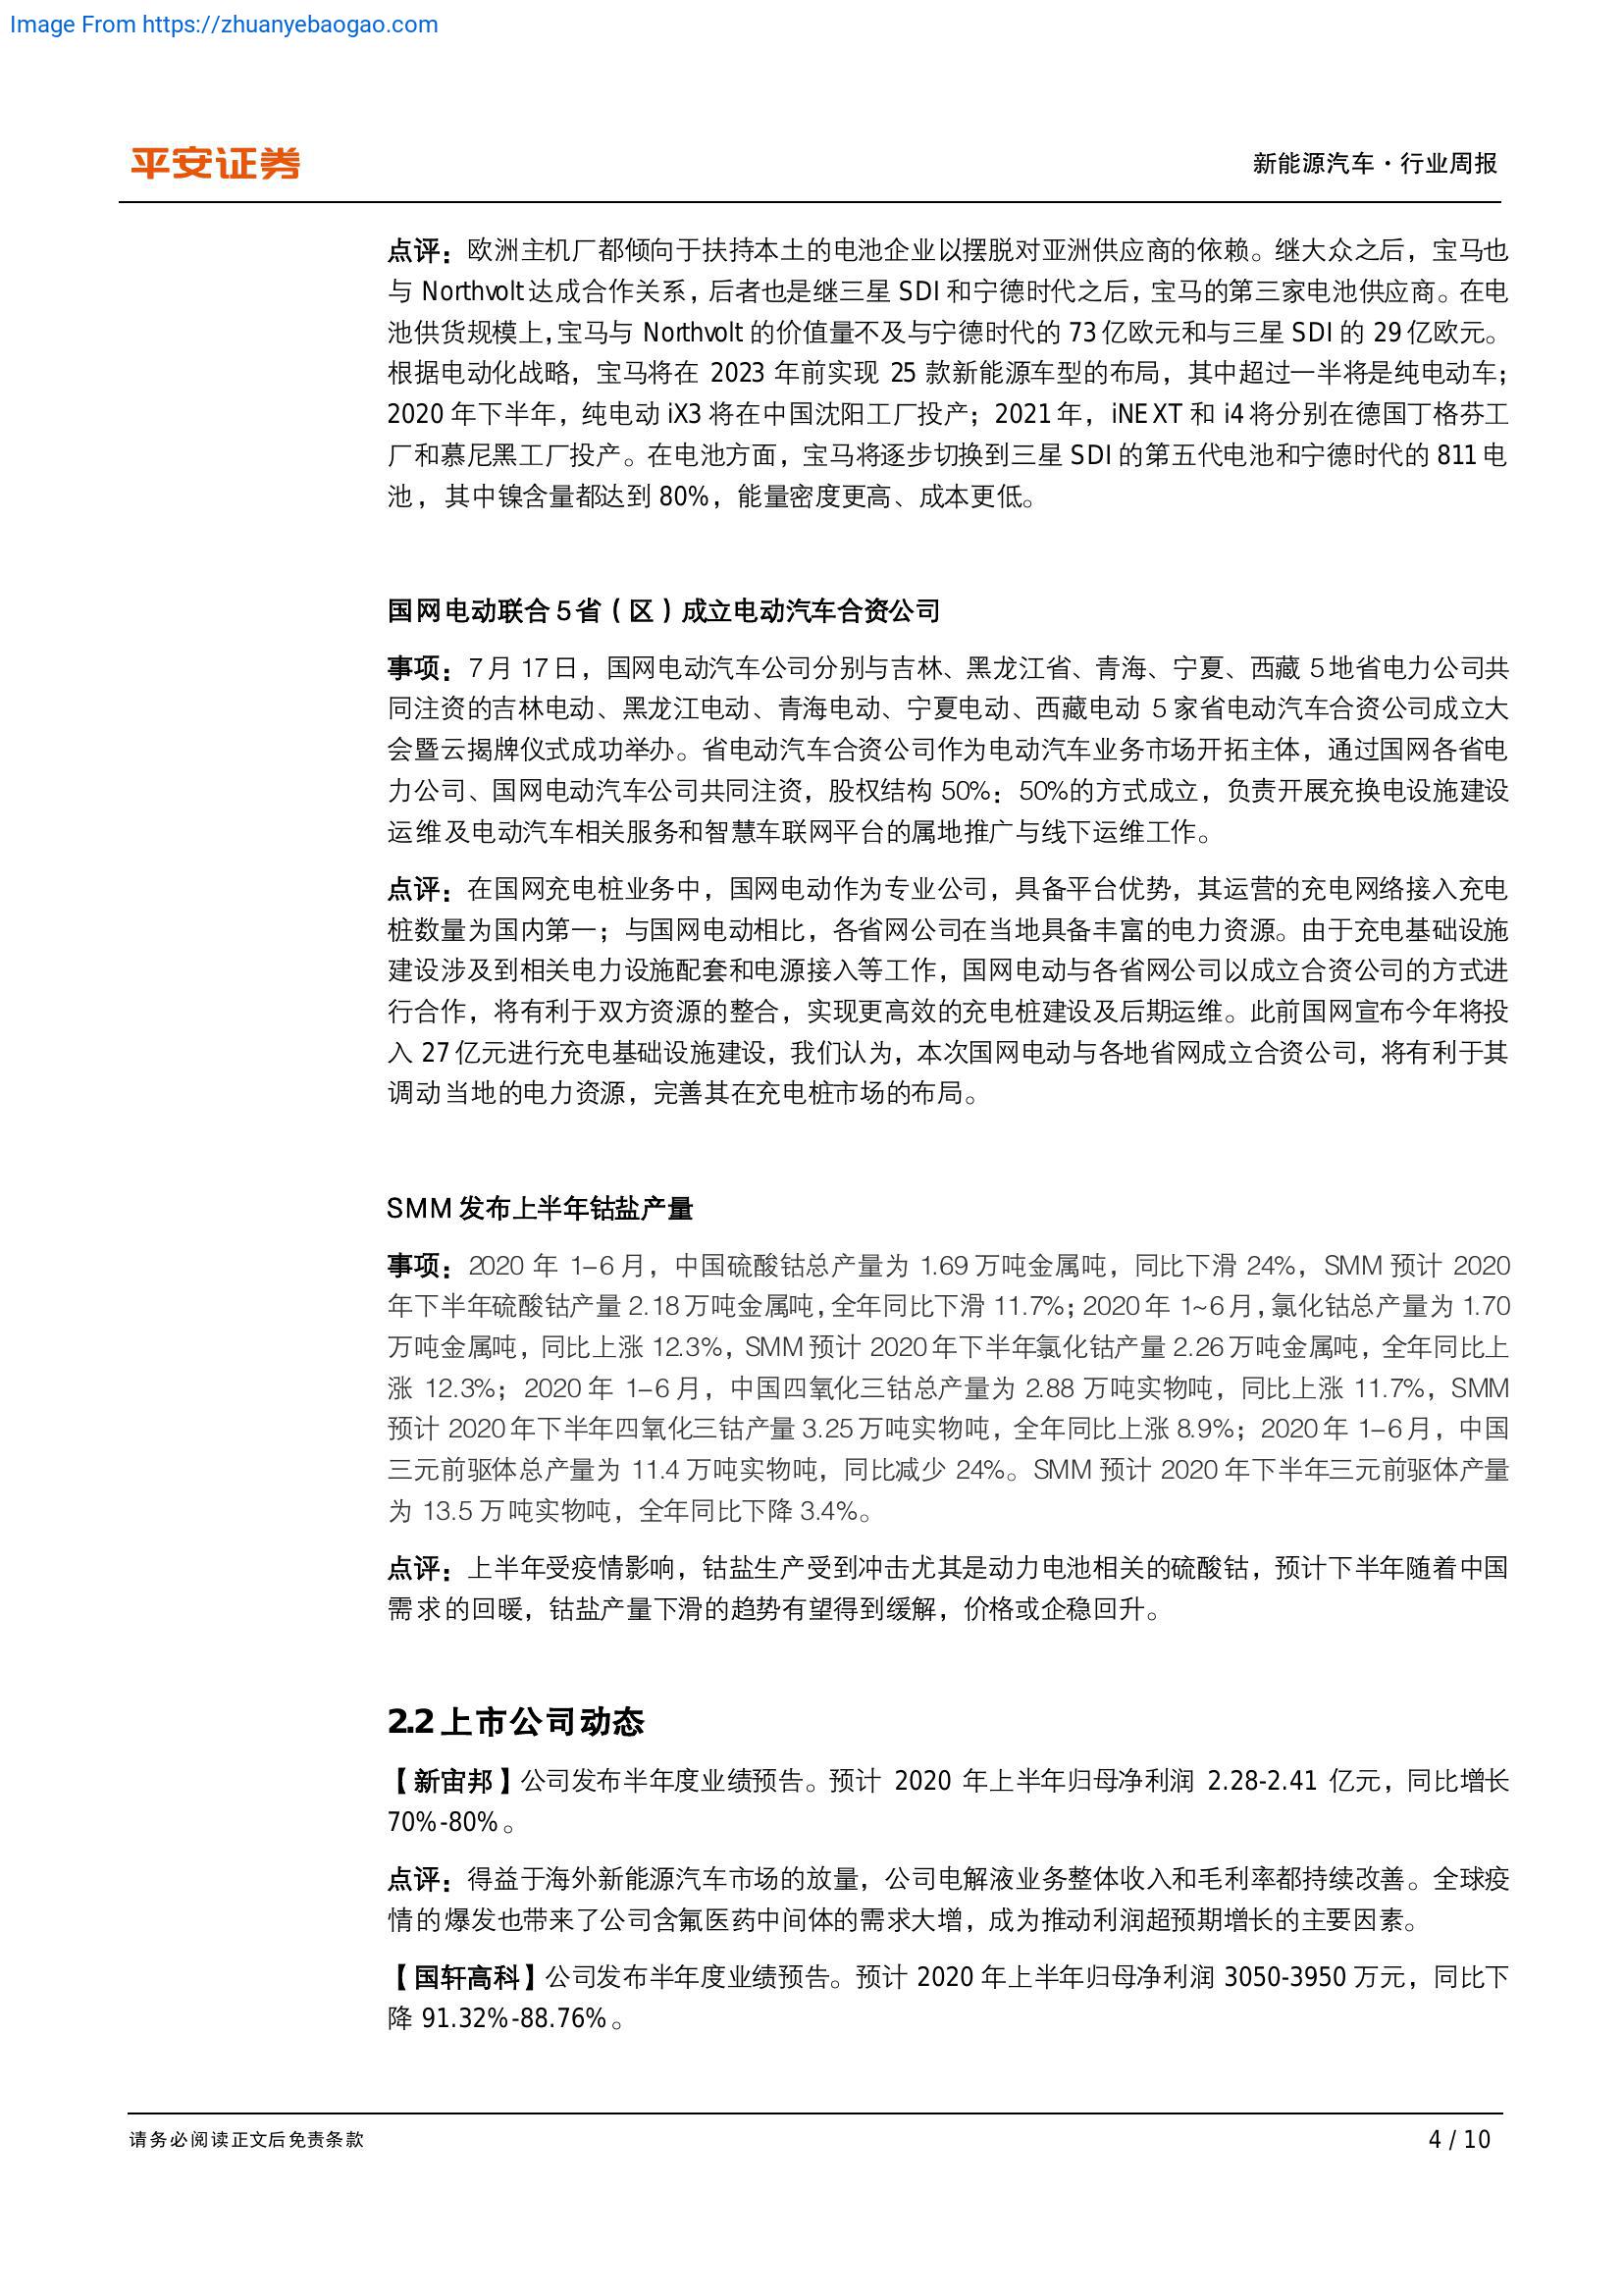 Image From https://zhuanyebaogao.com
平安证券
新能源汽车·行业周报
点评：欧洲主机厂都倾向于扶持本土的电池企业以摆脱对亚洲供应商的依赖。继大众之后，宝马也
与 Northvolt 达成合作关系，后者也是继三星 SDI 和宁德时代之后，宝马的第三家电池供应商。在电
池供货规模上，宝马与 Northvolt 的价值量不及与宁德时代的 73 亿欧元和与三星 SDI 的 29 亿欧元。
根据电动化战略，宝马将在 2023 年前实现 25 款新能源车型的布局，其中超过一半将是纯电动车；
2020 年下半年，纯电动 iX3 将在中国沈阳工厂投产；2021 年，iNEXT 和 i4 将分别在德国丁格芬工
厂和慕尼黑工厂投产。在电池方面，宝马将逐步切换到三星 SDI 的第五代电池和宁德时代的 811 电
池，其中镍含量都达到 80%，能量密度更高、成本更低。
国网电动联合 5 省（区）成立电动汽车合资公司
事项：7 月 17 日，国网电动汽车公司分别与吉林、黑龙江省、青海、宁夏、西藏 5 地省电力公司共
同注资的吉林电动、黑龙江电动、青海电动、宁夏电动、西藏电动 5 家省电动汽车合资公司成立大
会暨云揭牌仪式成功举办。省电动汽车合资公司作为电动汽车业务市场开拓主体，通过国网各省电
力公司、国网电动汽车公司共同注资，股权结构 50%：50%的方式成立，负责开展充换电设施建设
运维及电动汽车相关服务和智慧车联网平台的属地推广与线下运维工作。
点评：在国网充电桩业务中，国网电动作为专业公司，具备平台优势，其运营的充电网络接入充电
桩数量为国内第一；与国网电动相比，各省网公司在当地具备丰富的电力资源。由于充电基础设施
建设涉及到相关电力设施配套和电源接入等工作，国网电动与各省网公司以成立合资公司的方式进
行合作，将有利于双方资源的整合，实现更高效的充电桩建设及后期运维。此前国网宣布今年将投
入 27 亿元进行充电基础设施建设，我们认为，本次国网电动与各地省网成立合资公司，将有利于其
调动当地的电力资源，完善其在充电桩市场的布局。
SMM 发布上半年钴盐产量
事项：2020 年 1-6 月，中国硫酸钴总产量为 1.69 万吨金属吨，同比下滑 24%，SMM 预计 2020
年下半年硫酸钴产量 2.18 万吨金属吨，全年同比下滑 11.7%；2020 年 1~6 月，氯化钴总产量为 1.70
万吨金属吨，同比上涨 12.3%，SMM 预计 2020 年下半年氯化钴产量 2.26 万吨金属吨，全年同比上
涨 12.3%；2020 年 1-6 月，中国四氧化三钴总产量为 2.88 万吨实物吨，同比上涨 11.7%，SMM
预计 2020 年下半年四氧化三钴产量 3.25 万吨实物吨，全年同比上涨 8.9%；2020 年 1-6 月，中国
三元前驱体总产量为 11.4 万吨实物吨，同比减少 24%。SMM 预计 2020 年下半年三元前驱体产量
为 13.5 万吨实物吨，全年同比下降 3.4%。
点评：上半年受疫情影响，钴盐生产受到冲击尤其是动力电池相关的硫酸钴，预计下半年随着中国
需求的回暖，钴盐产量下滑的趋势有望得到缓解，价格或企稳回升。
2.2 上市公司动态
【新宙邦】公司发布半年度业绩预告。预计 2020 年上半年归母净利润 2.28-2.41 亿元，同比增长
70%-80%。
点评：得益于海外新能源汽车市场的放量，公司电解液业务整体收入和毛利率都持续改善。全球疫
情的爆发也带来了公司含氟医药中间体的需求大增，成为推动利润超预期增长的主要因素。
【国轩高科】公司发布半年度业绩预告。预计 2020 年上半年归母净利润 3050-3950 万元，同比下
降 91.32%-88.76%。
请务必阅读正文后免责条款
4 / 10